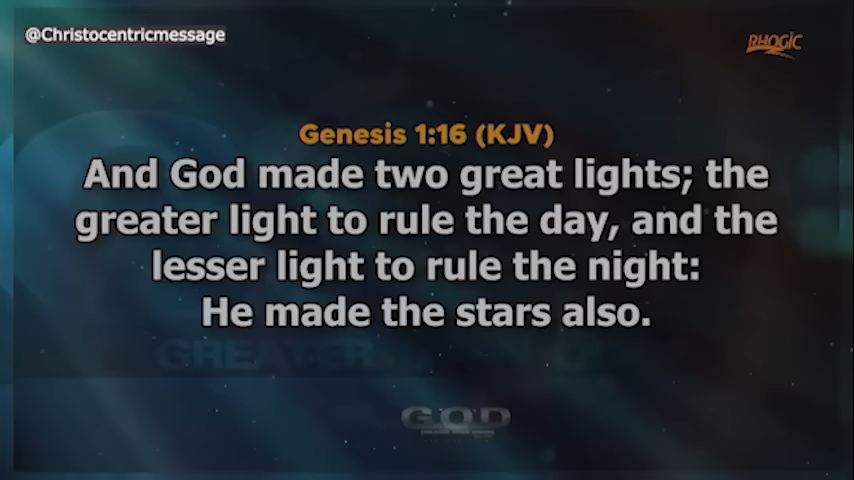 @Christocentricmessage
RHOGIC
Genesis 1:16 (KJV)
And God made two great lights; the
greater light to rule the day, and the
lesser light to rule the night:
He made the stars also.
GREATER
G.O.D